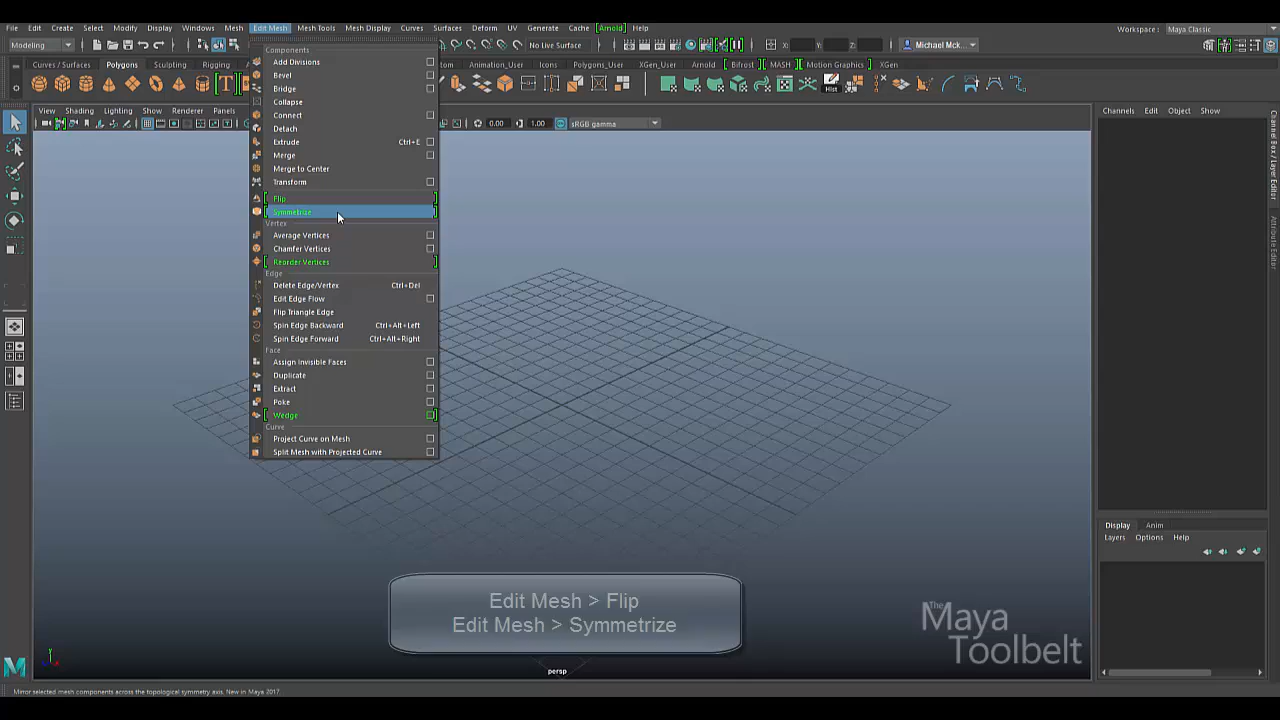 File Edit Create Select Modify Display Windows Mesh Edit Mesh Mesh Tools Mesh Display Curves Surfaces Deform UV Generate Cache Arnold Help Workspace : Maya Classic
Modeling No Live Surface X: Y: Z: Michael Mck...
Curves / Surfaces Polygons Sculpting Rigging Animation_User Icons Polygons_User XGen_User Arnold Bifrost MASH Motion Graphics XGen
Hist
View Shading Lighting Show Renderer Panels 0.00 1.00 sRGB gamma Channels Edit Object Show
Components
Add Divisions
Bevel
Bridge
Collapse
Connect
Detach
Extrude Ctrl+E
Merge
Merge to Center
Transform
Flip
Symmetrize
Vertex
Average Vertices
Chamfer Vertices
Reorder Vertices
Edge
Delete Edge/Vertex Ctrl+Del
Edit Edge Flow
Flip Triangle Edge
Spin Edge Backward Ctrl+Alt+Left
Spin Edge Forward Ctrl+Alt+Right
Face
Assign Invisible Faces
Duplicate
Extract
Poke
Wedge
Curve
Project Curve on Mesh
Split Mesh with Projected Curve
Channel Box / Layer Editor
Attribute Editor
Display Anim
Layers Options Help
Edit Mesh > Flip
Edit Mesh > Symmetrize
The Maya
Toolbelt
persp
Mirror selected mesh components across the topological symmetry axis. New in Maya 2017.